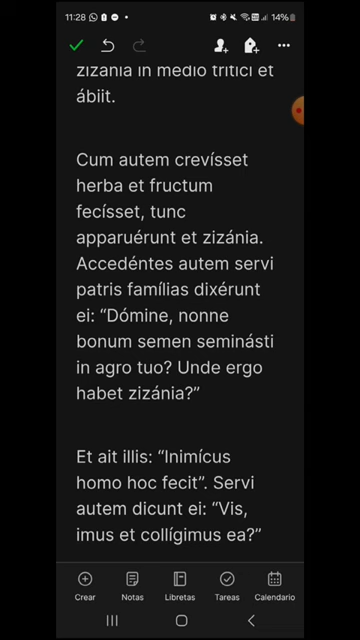 11:28
14%
zizánia in medio trítici et
ábiit.
Cum autem crevísset
herba et fructum
fecísset, tunc
apparuérunt et zizánia.
Accedéntes autem servi
patris famílias dixérunt
ei: “Dómine, nonne
bonum semen seminásti
in agro tuo? Unde ergo
habet zizánia?”
Et ait illis: “Inimícus
homo hoc fecit”. Servi
autem dicunt ei: “Vis,
imus et collígimus ea?”
Crear Notas Libretas Tareas Calendario